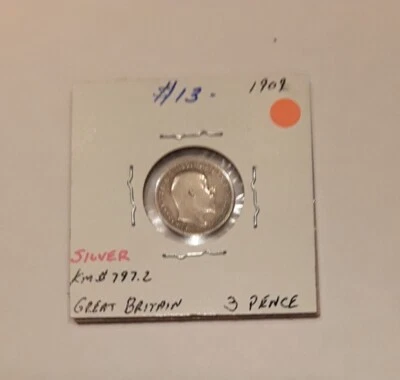 $13.- 1902
SILVER
KM# 797.2
GREAT BRITAIN 3 PENCE